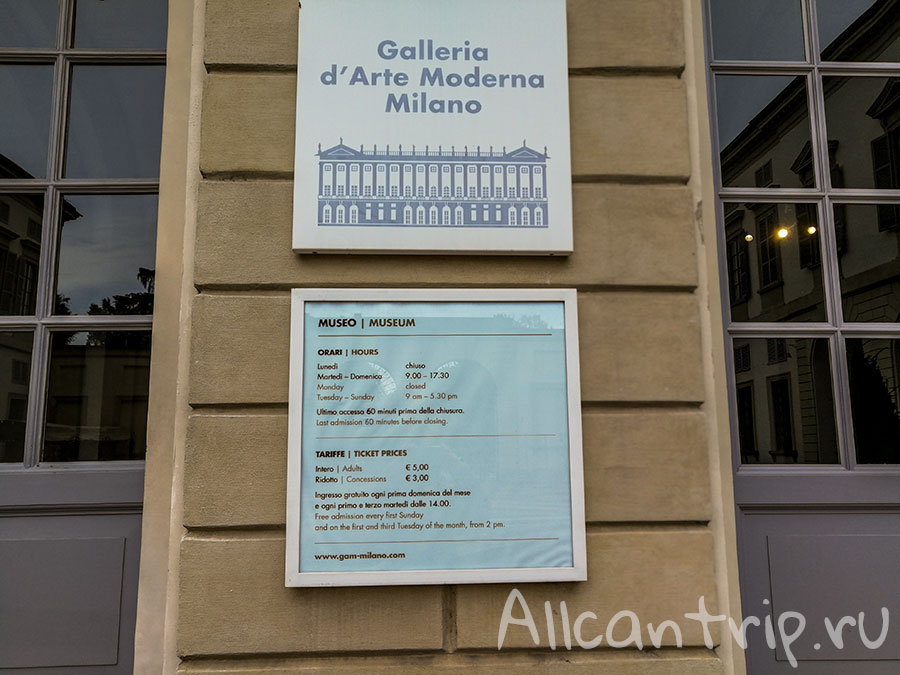 Galleria
d'Arte Moderna
Milano
MUSEO | MUSEUM
ORARI | HOURS
Lunedì chiuso
Martedì – Domenica 9.00 – 17.30
Monday closed
Tuesday – Sunday 9 am – 5.30 pm
Ultimo accesso 60 minuti prima della chiusura.
Last admission 60 minutes before closing.
TARIFFE | TICKET PRICES
Intero | Adults € 5,00
Ridotto | Concessions € 3,00
Ingresso gratuito ogni prima domenica del mese
e ogni primo e terzo martedì dalle 14.00.
Free admission every first Sunday
and on the first and third Tuesday of the month, from 2 pm.
www.gam-milano.com
Allcantrip.ru